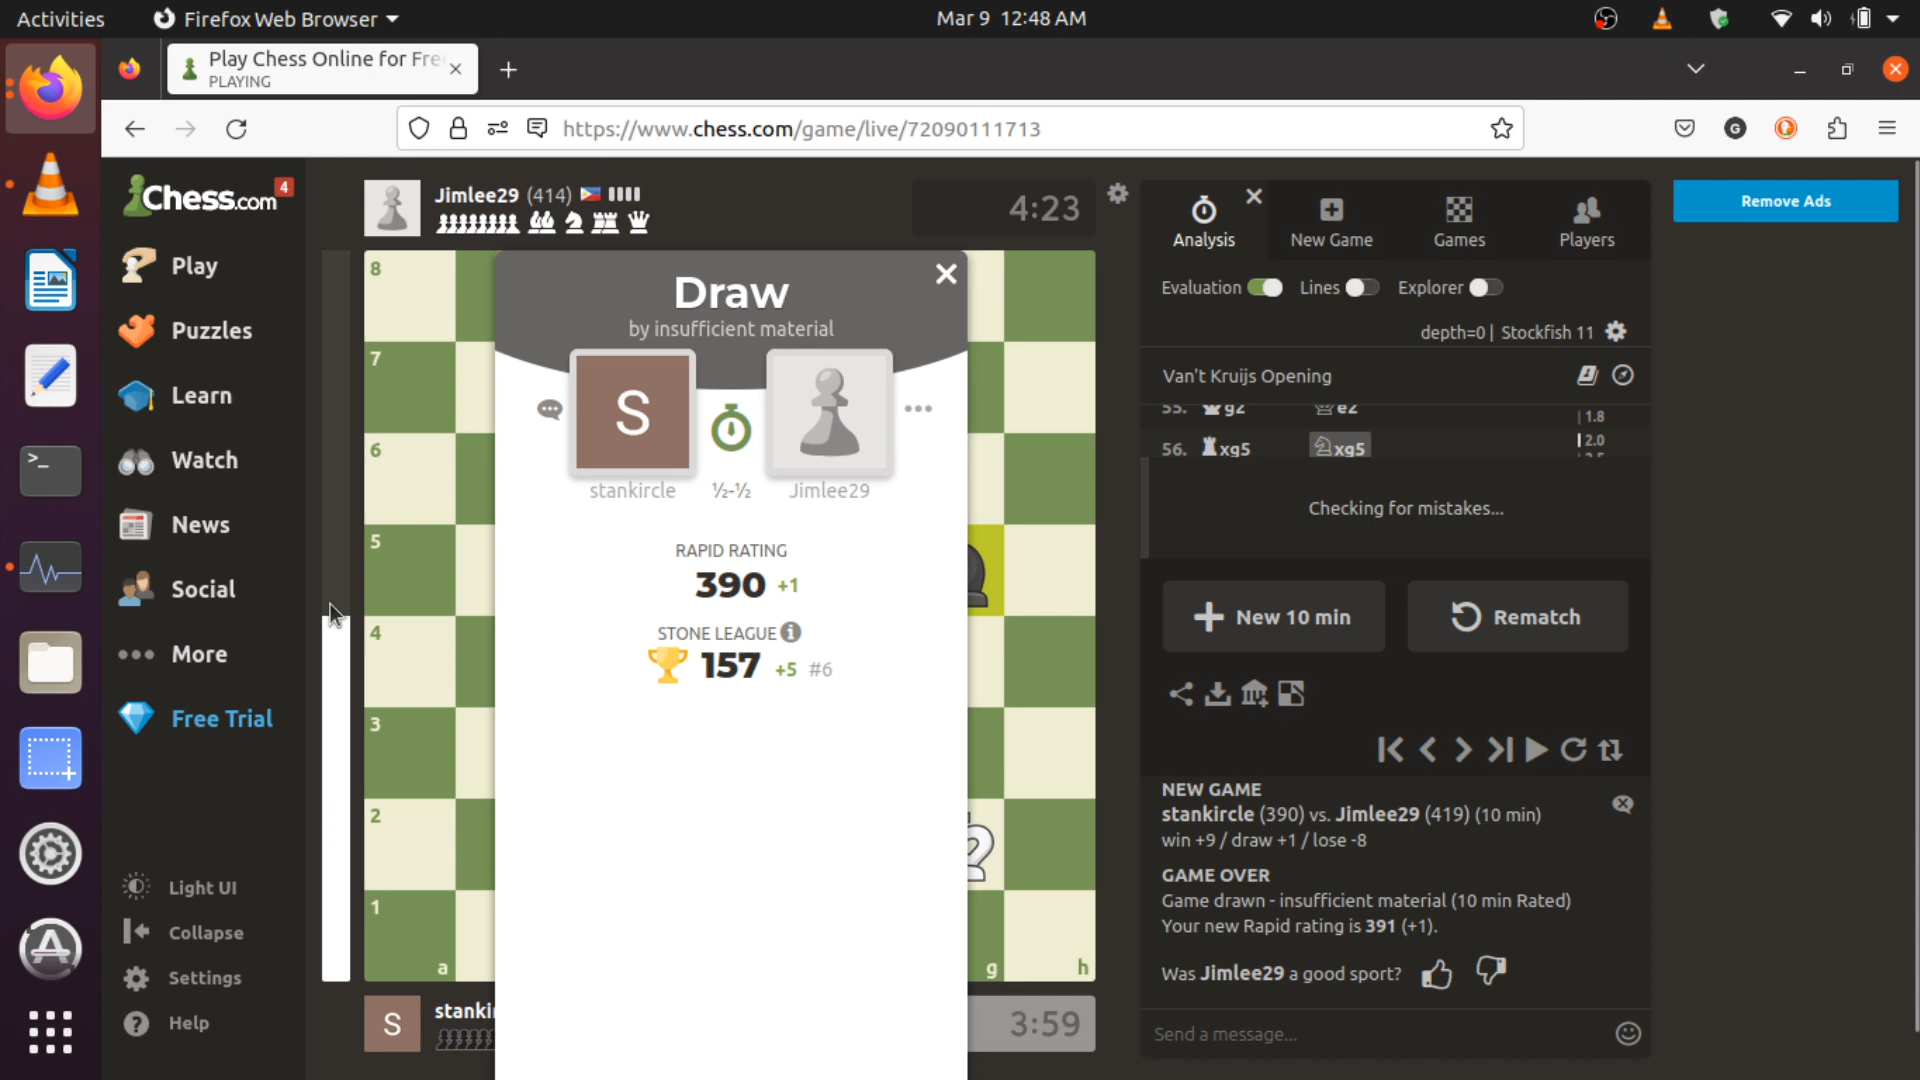 Activities
Firefox Web Browser
Mar 9 12:48 AM
Play Chess Online for Fre
PLAYING
https://www.chess.com/game/live/72090111713
Chess.com
4
Play
Puzzles
Learn
Watch
News
Social
More
Free Trial
Light UI
Collapse
Settings
Help
Jimlee29 (414)
4:23
8
7
6
5
4
3
2
1
a
g
h
Draw
by insufficient material
S
stankircle
½-½
Jimlee29
RAPID RATING
390 +1
STONE LEAGUE
157 +5 #6
S
stanki
3:59
Analysis
New Game
Games
Players
Evaluation
Lines
Explorer
depth=0 | Stockfish 11
Van't Kruijs Opening
55. g2 e2
1.8
56. xg5 xg5
2.0
Checking for mistakes...
New 10 min
Rematch
NEW GAME
stankircle (390) vs. Jimlee29 (419) (10 min)
win +9 / draw +1 / lose -8
GAME OVER
Game drawn - insufficient material (10 min Rated)
Your new Rapid rating is 391 (+1).
Was Jimlee29 a good sport?
Send a message...
Remove Ads